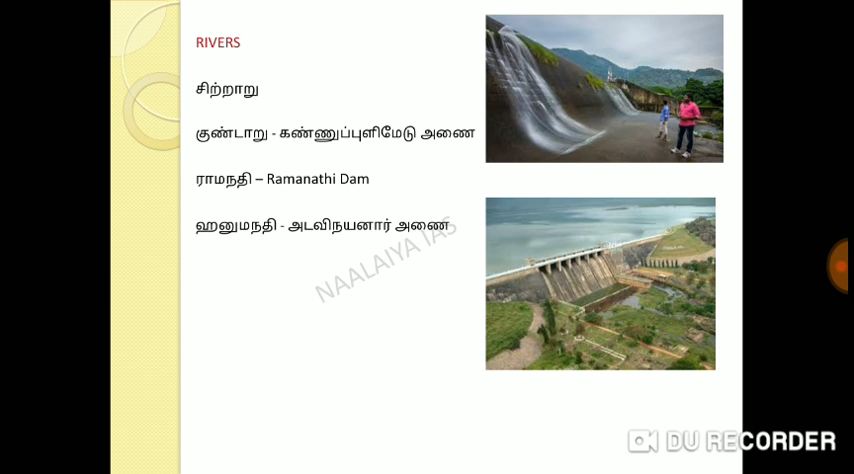 RIVERS
சிற்றாறு
குண்டாறு - கண்ணுப்புளிமேடு அணை
ராமநதி – Ramanathi Dam
ஹனுமநதி - அடவிநயனார் அணை
NAALAIYA IAS
DU RECORDER